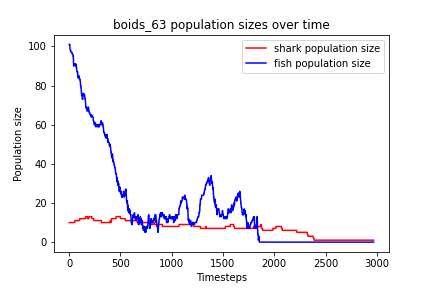 boids_63 population sizes over time
shark population size
fish population size
Population size
100
80
60
40
20
0
0 500 1000 1500 2000 2500 3000
Timesteps